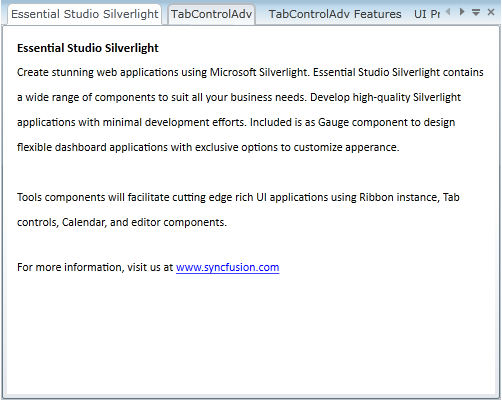 Essential Studio Silverlight TabControlAdv TabControlAdv Features UI
Essential Studio Silverlight
Create stunning web applications using Microsoft Silverlight. Essential Studio Silverlight contains
a wide range of components to suit all your business needs. Develop high-quality Silverlight
applications with minimal development efforts. Included is as Gauge component to design
flexible dashboard applications with exclusive options to customize apperance.
Tools components will facilitate cutting edge rich UI applications using Ribbon instance, Tab
controls, Calendar, and editor components.
For more information, visit us at www.syncfusion.com